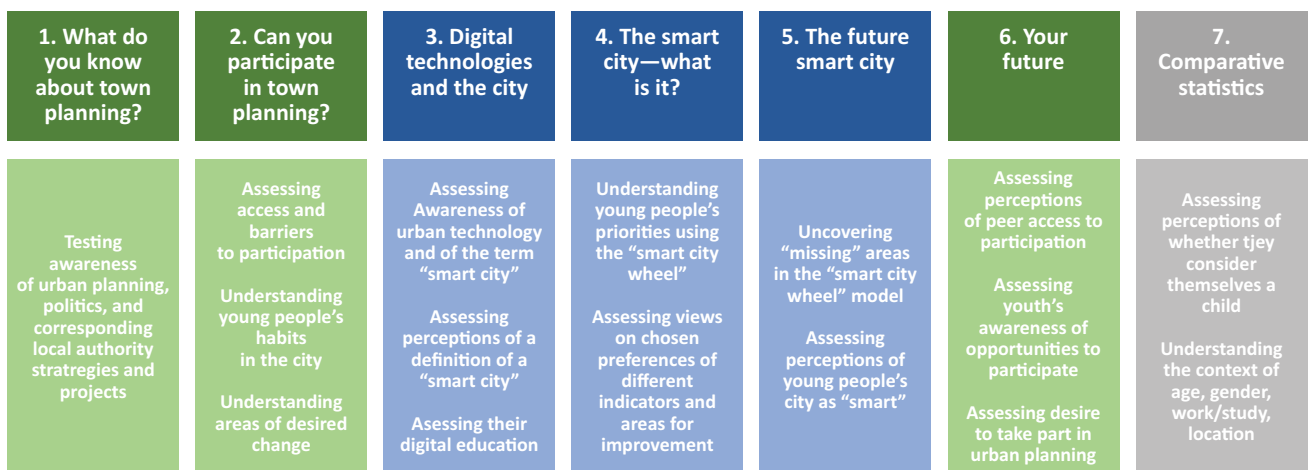 1. What do
you know
about town
planning?
2. Can you
participate
in town
planning?
3. Digital
technologies
and the city
4. The smart
city—what
is it?
5. The future
smart city
6. Your
future
7.
Comparative
statistics
Testing
awareness
of urban planning,
politics, and
corresponding
local authority
stratregies and
projects
Assessing
access and
barriers
to participation
Understanding
young people’s
habits
in the city
Understanding
areas of desired
change
Assessing
Awareness of
urban technology
and of the term
“smart city”
Assessing
perceptions of a
definition of a
“smart city”
Asessing their
digital education
Understanding
young people’s
priorities using
the “smart city
wheel”
Assessing views
on chosen
preferences of
different
indicators and
areas for
improvement
Uncovering
“missing” areas
in the “smart city
wheel” model
Assessing
perceptions of
young people’s
city as “smart”
Assessing
perceptions
of peer access to
participation
Assessing
youth’s
awareness of
opportunities to
participate
Assessing desire
to take part in
urban planning
Assessing
perceptions of
whether tjey
consider
themselves a
child
Understanding
the context of
age, gender,
work/study,
location